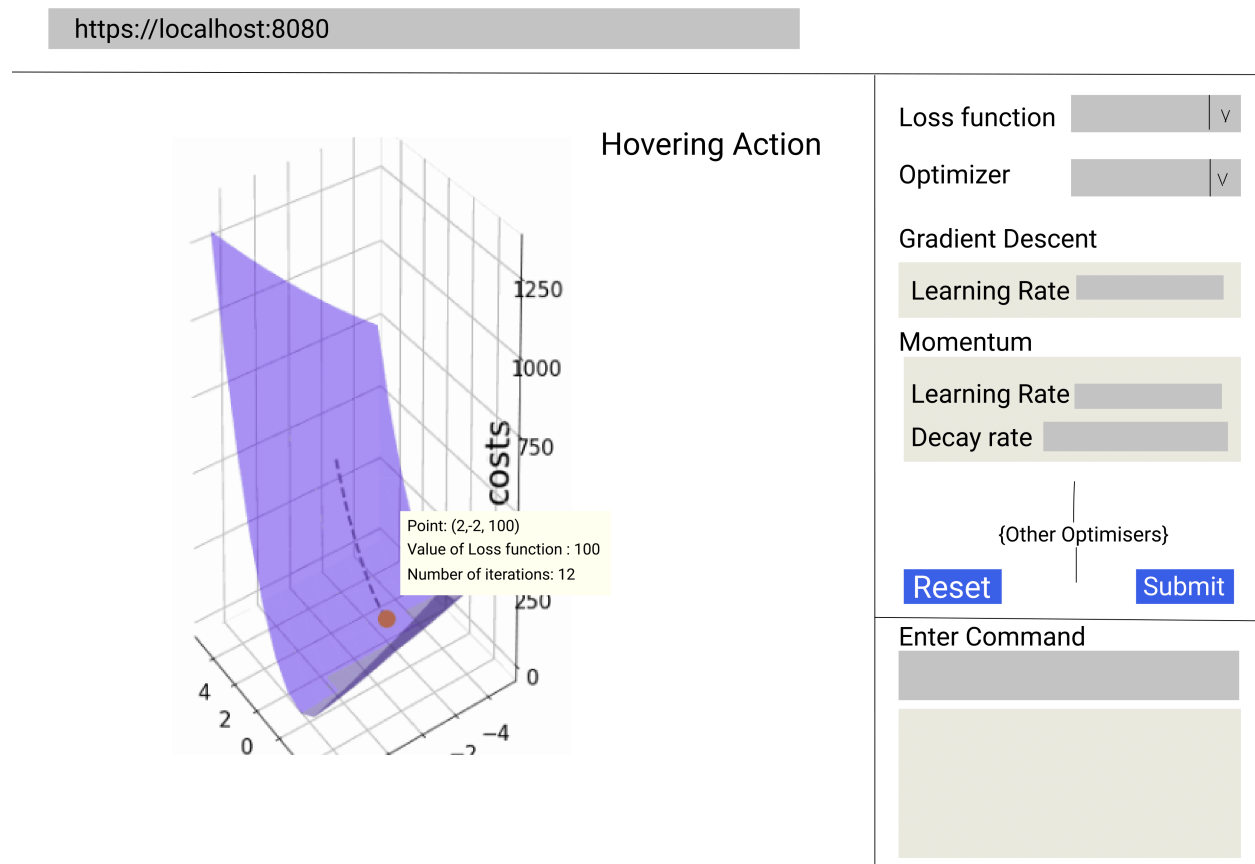 https://localhost:8080
Hovering Action
1250
1000
750
costs
Point: (2,-2, 100)
Value of Loss function : 100
Number of iterations: 12
250
0
4
2
0
−4
−2
Loss function
V
Optimizer
V
Gradient Descent
Learning Rate
Momentum
Learning Rate
Decay rate
{Other Optimisers}
Reset
Submit
Enter Command